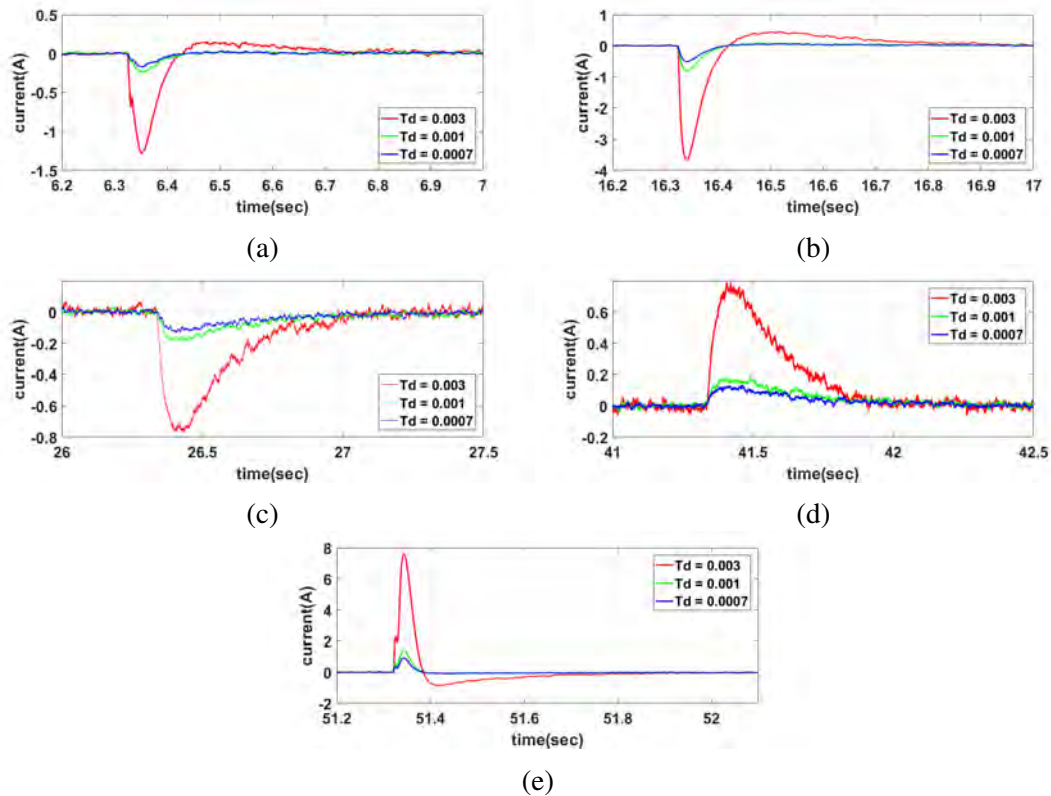 0.5
0
-0.5
-1
-1.5
current(A)
6.2 6.3 6.4 6.5 6.6 6.7 6.8 6.9 7
time(sec)
Td = 0.003
Td = 0.001
Td = 0.0007
(a)
1
0
-1
-2
-3
-4
current(A)
16.2 16.3 16.4 16.5 16.6 16.7 16.8 16.9 17
time(sec)
Td = 0.003
Td = 0.001
Td = 0.0007
(b)
0
-0.2
-0.4
-0.6
-0.8
current(A)
26 26.5 27 27.5
time(sec)
Td = 0.003
Td = 0.001
Td = 0.0007
(c)
0.6
0.4
0.2
0
-0.2
current(A)
41 41.5 42 42.5
time(sec)
Td = 0.003
Td = 0.001
Td = 0.0007
(d)
8
6
4
2
0
-2
current(A)
51.2 51.4 51.6 51.8 52
time(sec)
Td = 0.003
Td = 0.001
Td = 0.0007
(e)